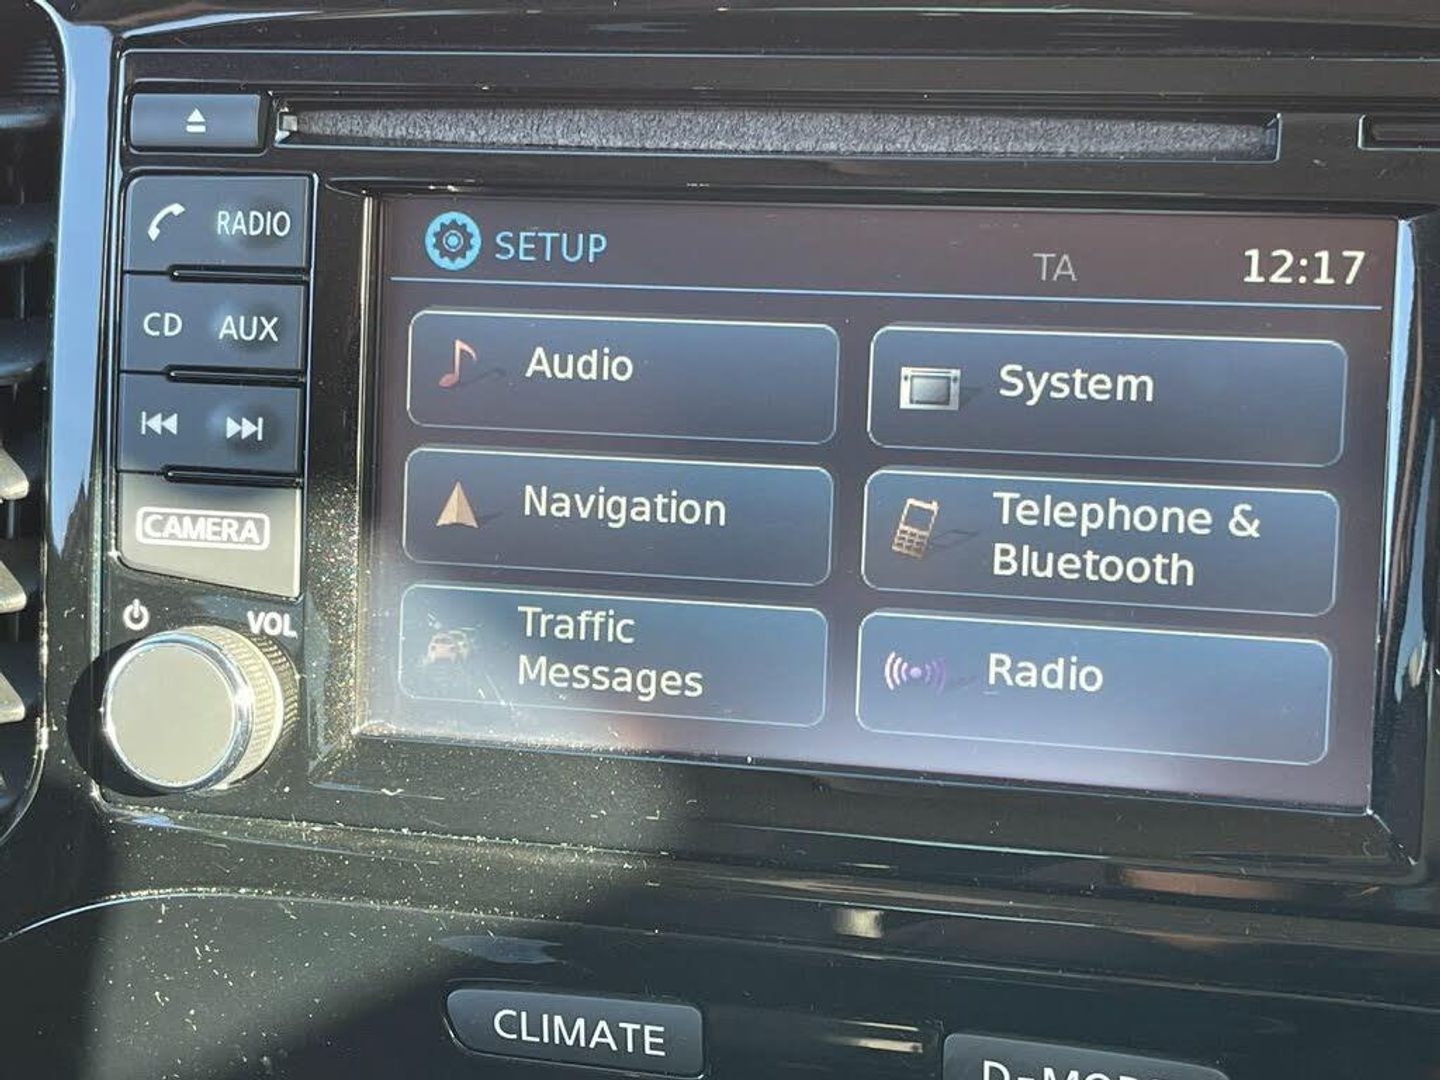 RADIO
CD AUX
CAMERA
VOL
SETUP
TA
12:17
Audio
System
Navigation
Telephone &
Bluetooth
Traffic
Messages
Radio
CLIMATE